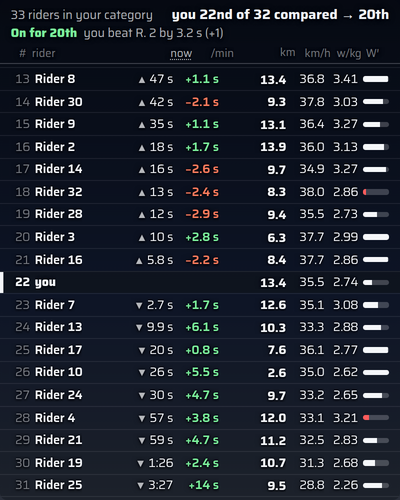 33 riders in your category you 22nd of 32 compared → 20th
On for 20th you beat R. 2 by 3.2 s (+1)
# rider now /min km km/h w/kg W'
13 Rider 8 ▲ 47 s +1.1 s 13.4 36.8 3.41
14 Rider 30 ▲ 42 s −2.1 s 9.3 37.8 3.03
15 Rider 9 ▲ 35 s +1.1 s 13.1 36.4 3.27
16 Rider 2 ▲ 18 s +1.7 s 13.9 36.0 3.13
17 Rider 14 ▲ 16 s −2.6 s 9.7 34.9 3.27
18 Rider 32 ▲ 13 s −2.4 s 8.3 38.0 2.86
19 Rider 28 ▲ 12 s −2.9 s 9.4 35.5 2.73
20 Rider 3 ▲ 10 s +2.8 s 6.3 37.7 2.99
21 Rider 16 ▲ 5.8 s −2.2 s 8.4 37.7 2.86
22 you 13.4 35.5 2.74
23 Rider 7 ▼ 2.7 s +1.7 s 12.6 35.1 3.08
24 Rider 13 ▼ 9.9 s +6.1 s 10.3 33.3 2.88
25 Rider 17 ▼ 20 s +0.8 s 7.6 36.1 2.77
26 Rider 10 ▼ 26 s +5.5 s 2.6 35.0 2.62
27 Rider 24 ▼ 30 s +4.7 s 9.7 33.2 2.65
28 Rider 4 ▼ 57 s +3.8 s 12.0 33.1 3.21
29 Rider 21 ▼ 59 s +4.7 s 11.2 32.5 2.83
30 Rider 19 ▼ 1:26 +2.4 s 10.7 31.3 2.68
31 Rider 25 ▼ 3:27 +14 s 9.5 28.8 2.26